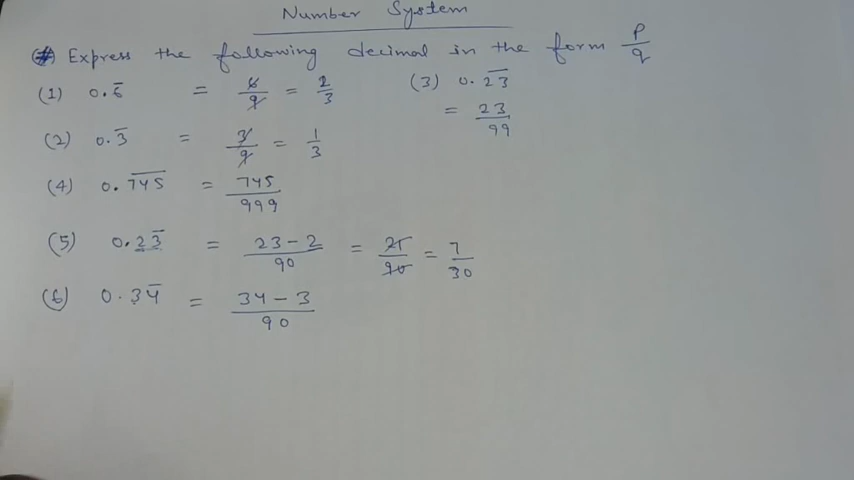 Number System
(#) Express the following decimal in the form P/q
(1) 0.6̅ = 6/9 = 2/3
(3) 0.2̅3̅
= 23/99
(2) 0.3̅ = 3/9 = 1/3
(4) 0.7̅4̅5̅ = 745/999
(5) 0.23̅ = 23-2/90 = 21/90 = 7/30
(6) 0.34̅ = 34-3/90